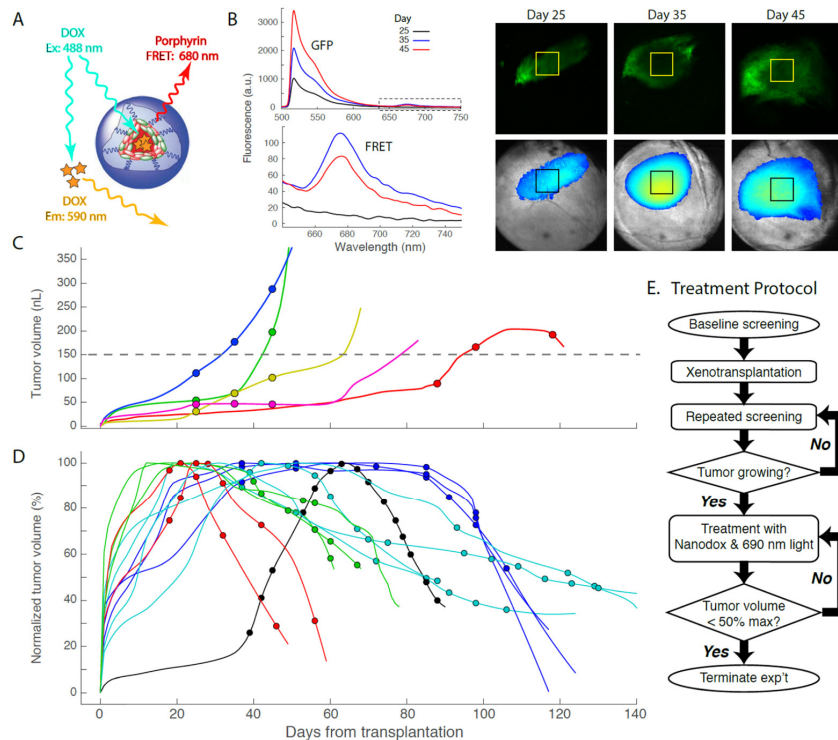 A
DOX
Ex: 488 nm
Porphyrin
FRET: 680 nm
DOX
Em: 590 nm
B
GFP
Day
25
35
45
Fluorescence (a.u.)
3000
2000
1000
0
500
550
600
650
700
750
FRET
100
80
60
40
20
0
660
680
700
720
740
Wavelength (nm)
Day 25
Day 35
Day 45
C
Tumor volume (nL)
350
300
250
200
150
100
50
0
D
Normalized tumor volume (%)
100
80
60
40
20
0
0
20
40
60
80
100
120
140
Days from transplantation
E. Treatment Protocol
Baseline screening
Xenotransplantation
Repeated screening
No
Tumor growing?
Yes
Treatment with
Nanodox & 690 nm light
No
Tumor volume
< 50% max?
Yes
Terminate exp't